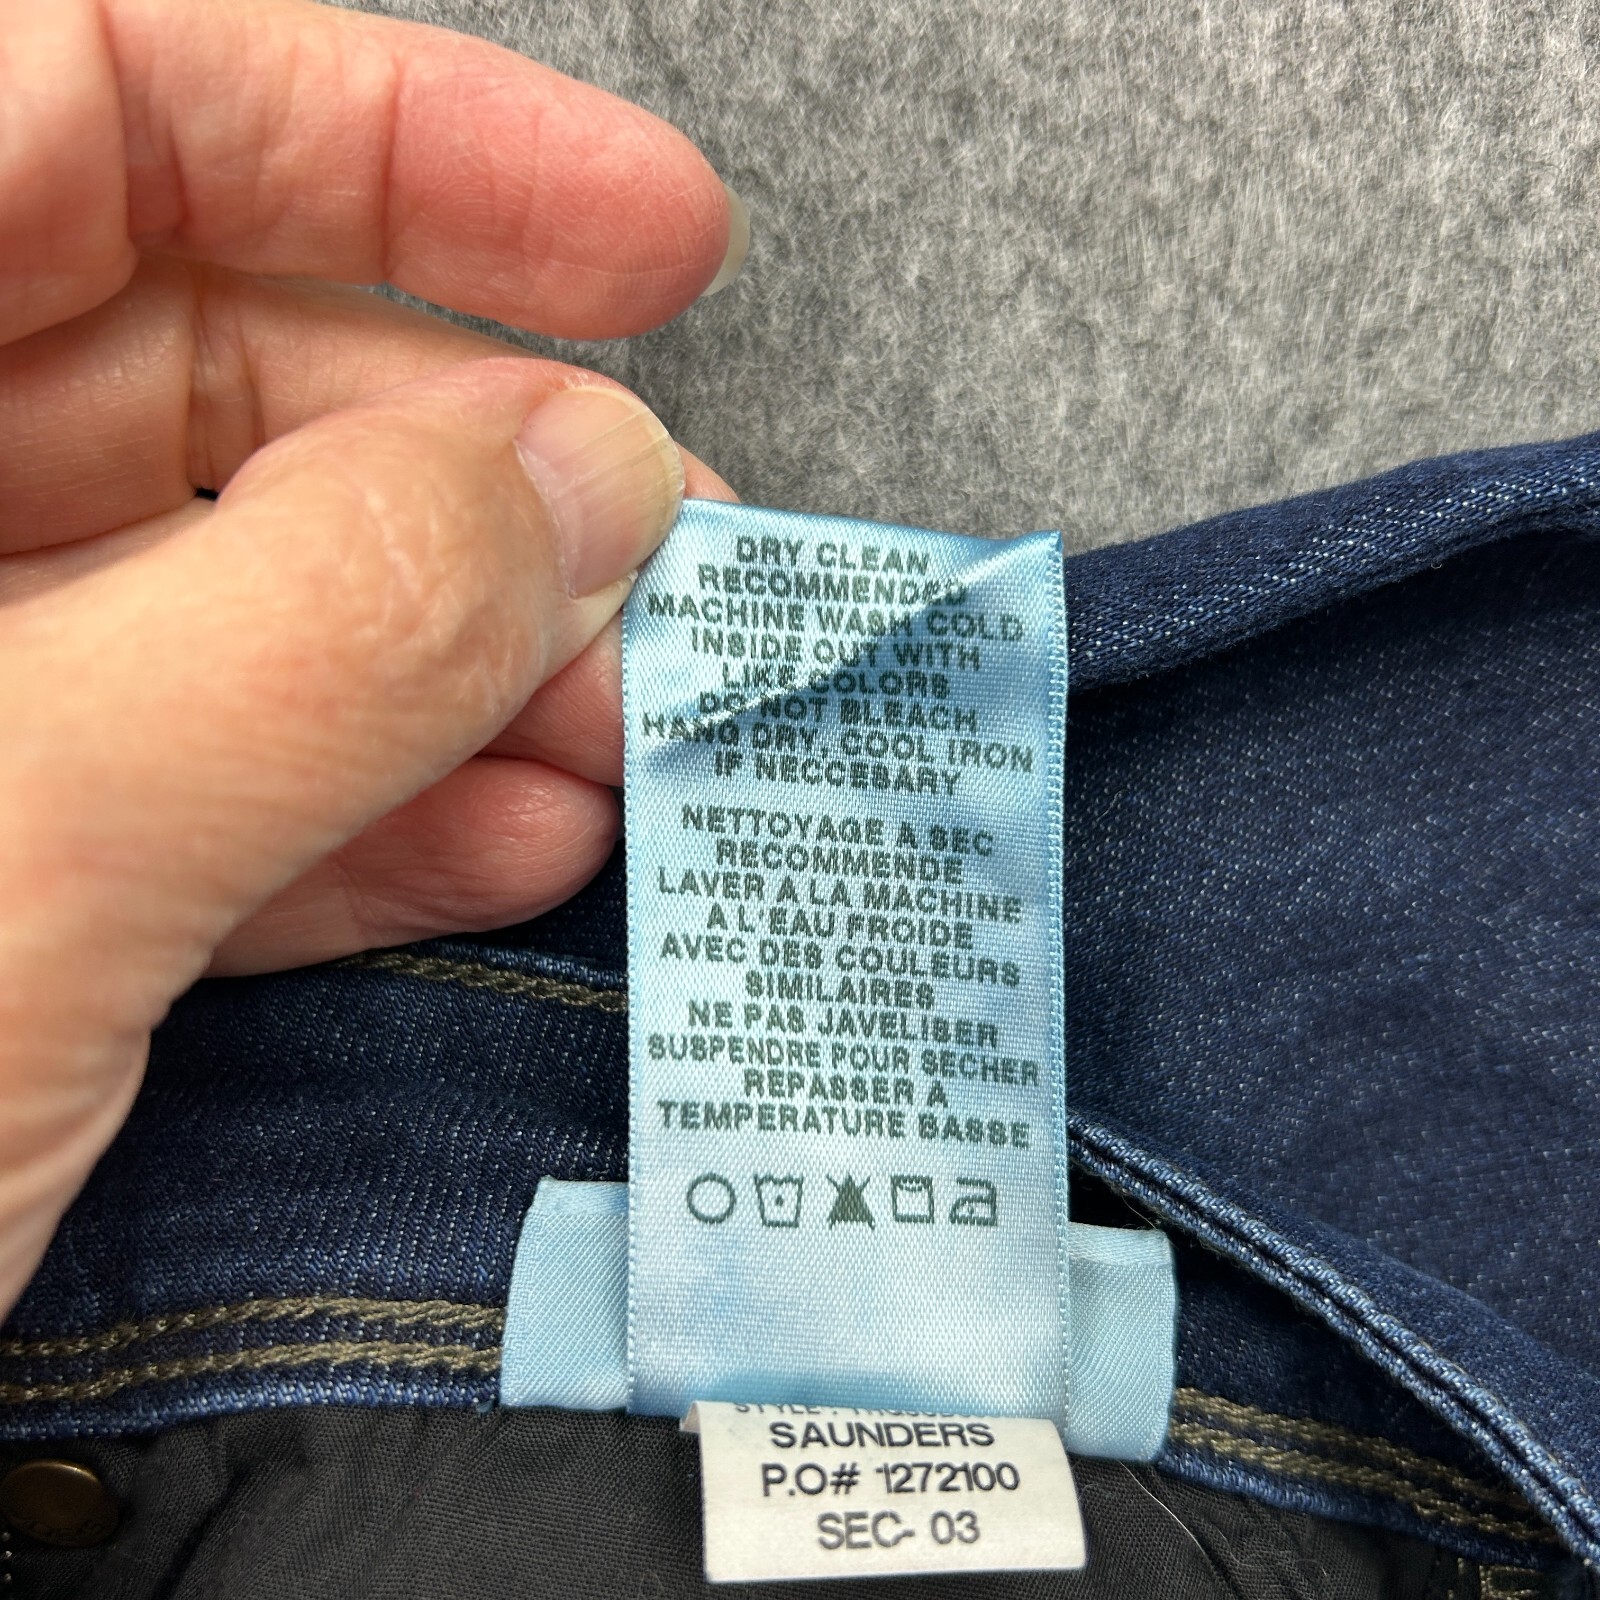 DRY CLEAN
RECOMMENDED
MACHINE WASH COLD
INSIDE OUT WITH
LIKE COLORS
DO NOT BLEACH
HANG DRY, COOL IRON
IF NECCESARY
NETTOYAGE A SEC
RECOMMENDE
LAVER A LA MACHINE
A L'EAU FROIDE
AVEC DES COULEURS
SIMILAIRES
NE PAS JAVELISER
SUSPENDRE POUR SECHER
REPASSER A
TEMPERATURE BASSE
SAUNDERS
P.O# 1272100
SEC- 03